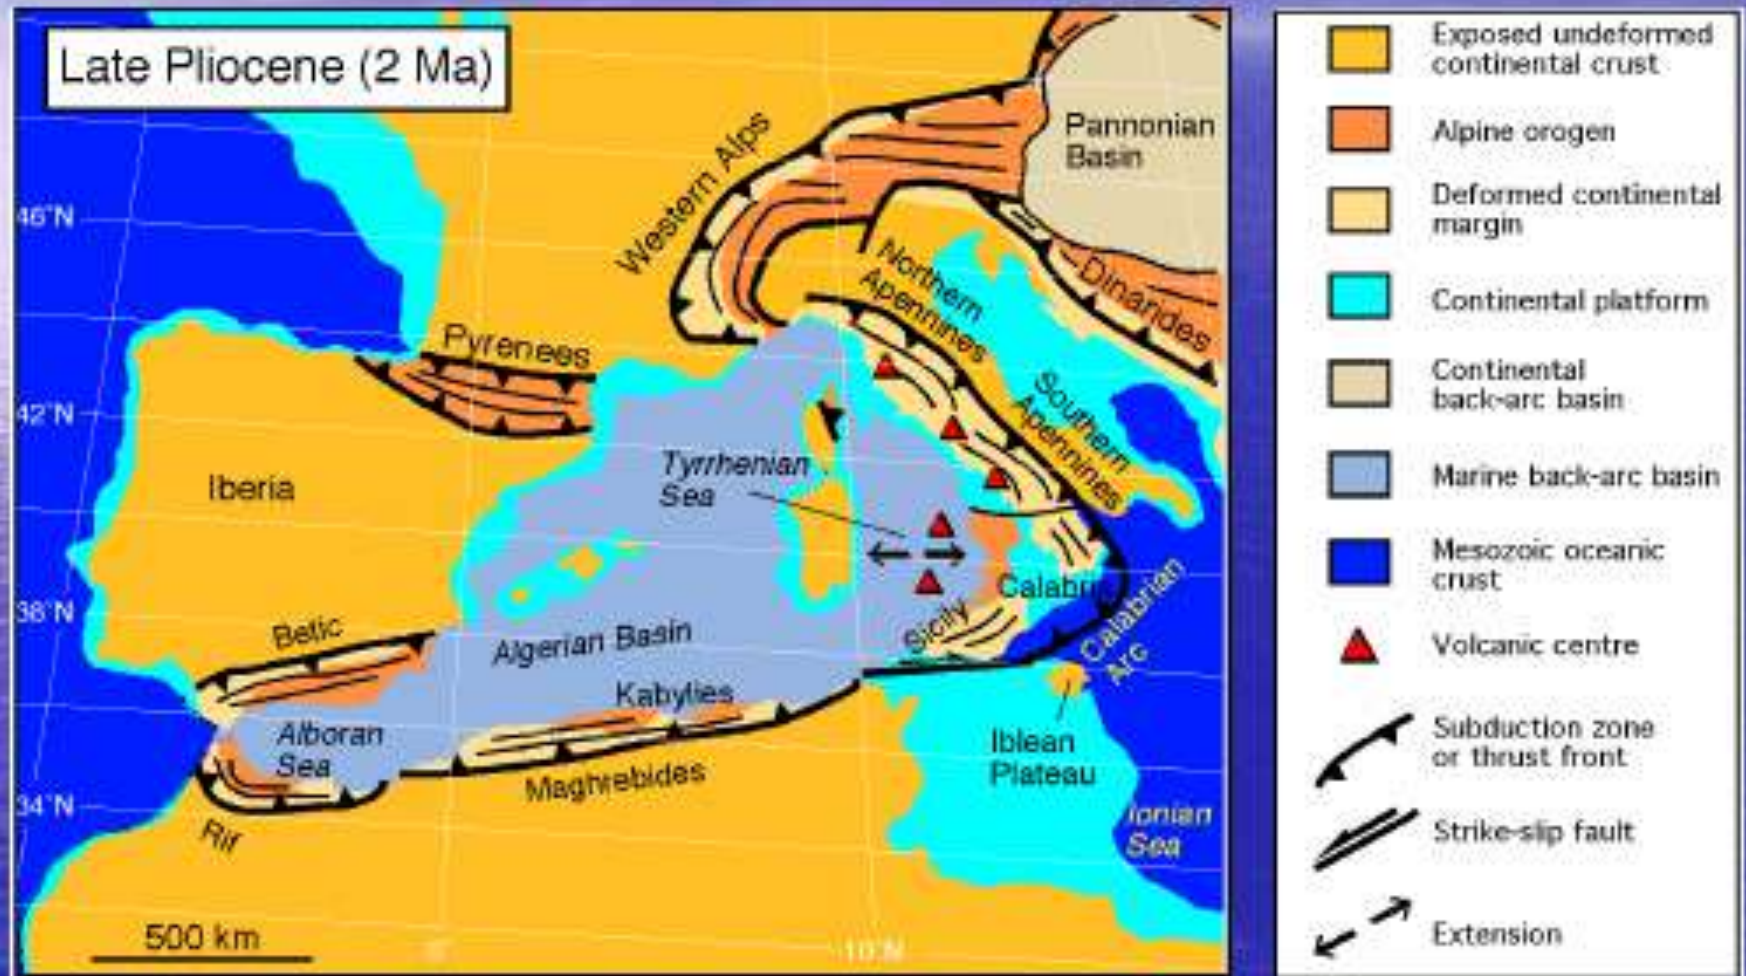 Late Pliocene (2 Ma)
Western Alps
Pannonian
Basin
46°N
Northern
Apennines
Dinarides
Pyrenees
42°N
Southern
Apennines
Tyrrhenian
Sea
Iberia
38°N
Betic
Algerian Basin
Sicily
Calabri
Calabrian
Arc
Kabylies
Alboran
Sea
Iblean
Plateau
Maghrebides
34°N
Rif
Ionian
Sea
500 km
10°N
Exposed undeformed
continental crust
Alpine orogen
Deformed continental
margin
Continental platform
Continental
back-arc basin
Marine back-arc basin
Mesozoic oceanic
crust
Volcanic centre
Subduction zone
or thrust front
Strike-slip fault
Extension